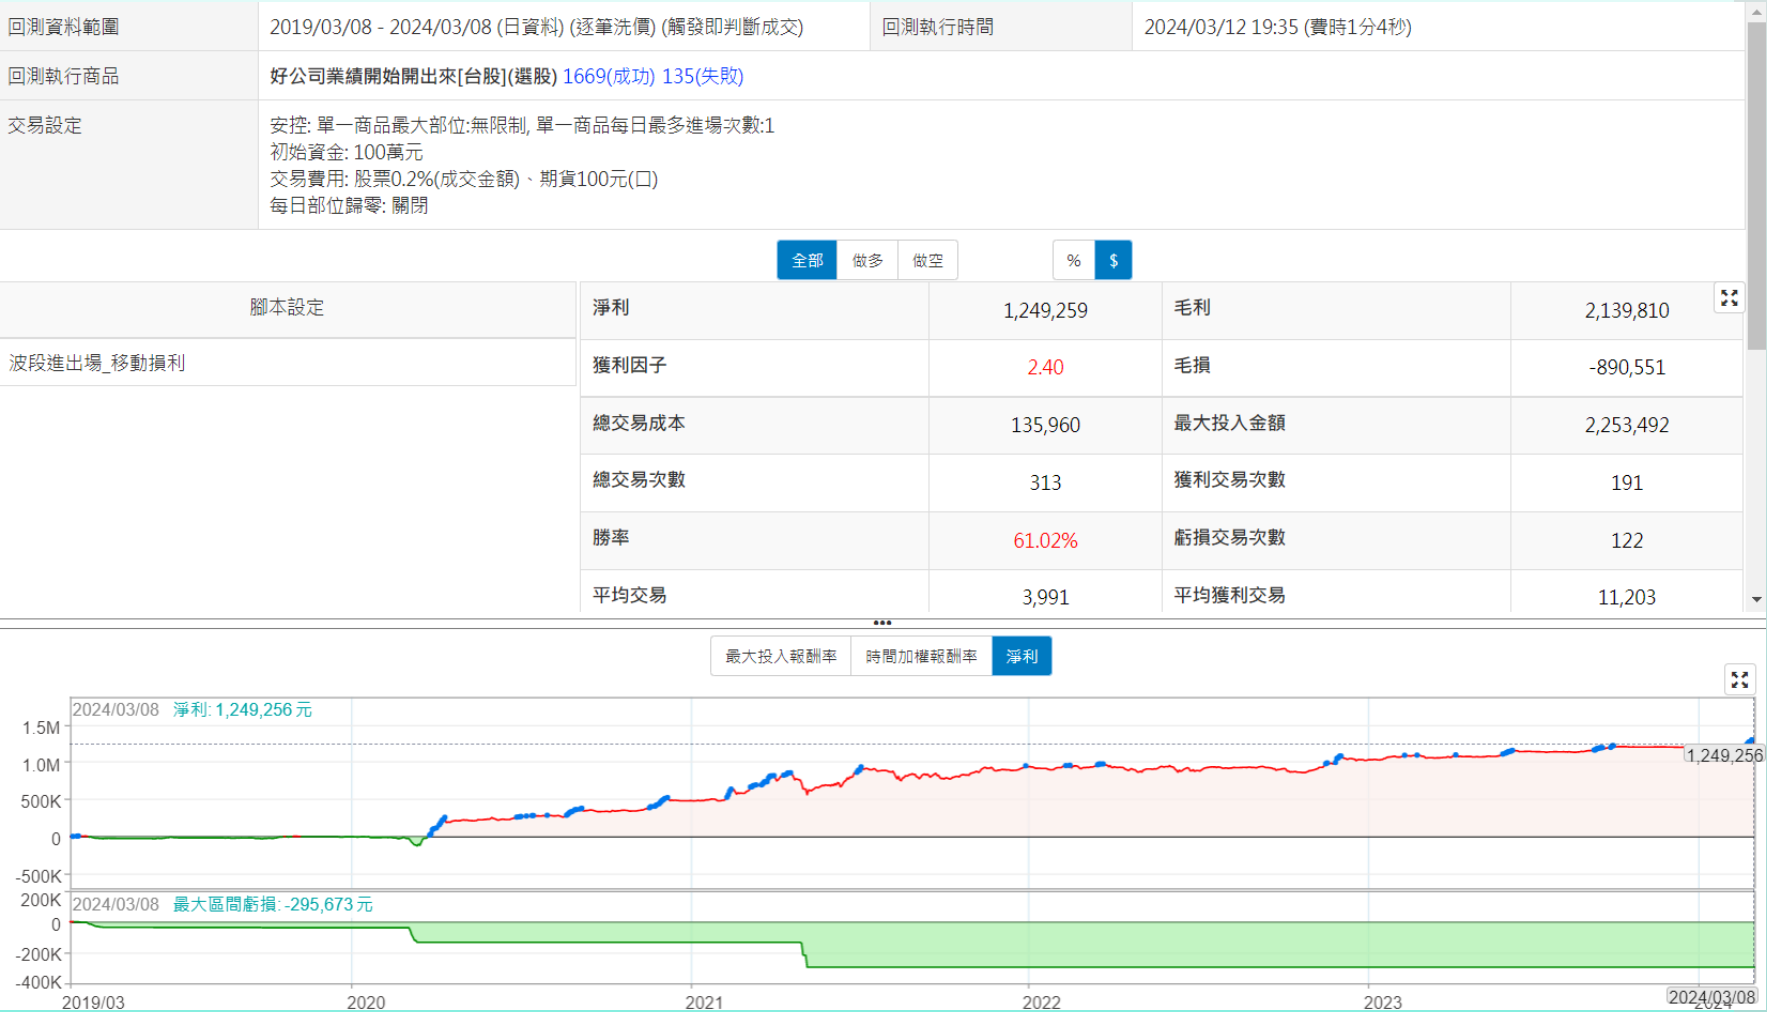 回測資料範圍 2019/03/08 - 2024/03/08 (日資料) (逐筆洗價) (觸發即判斷成交) 回測執行時間 2024/03/12 19:35 (費時1分4秒)
回測執行商品 好公司業績開始開出來[台股](選股) 1669(成功) 135(失敗)
交易設定 安控: 單一商品最大部位:無限制, 單一商品每日最多進場次數:1
初始資金: 100萬元
交易費用: 股票0.2%(成交金額)、期貨100元(口)
每日部位歸零: 關閉
全部 做多 做空 % $
腳本設定 淨利 1,249,259 毛利 2,139,810
波段進出場_移動損利 獲利因子 2.40 毛損 -890,551
總交易成本 135,960 最大投入金額 2,253,492
總交易次數 313 獲利交易次數 191
勝率 61.02% 虧損交易次數 122
平均交易 3,991 平均獲利交易 11,203
最大投入報酬率 時間加權報酬率 淨利
2024/03/08 淨利: 1,249,256 元
1.5M
1,249,256
1.0M
500K
0
-500K
200K
2024/03/08 最大區間虧損: -295,673 元
0
-200K
-400K
2019/03 2020 2021 2022 2023 2024
2024/03/08